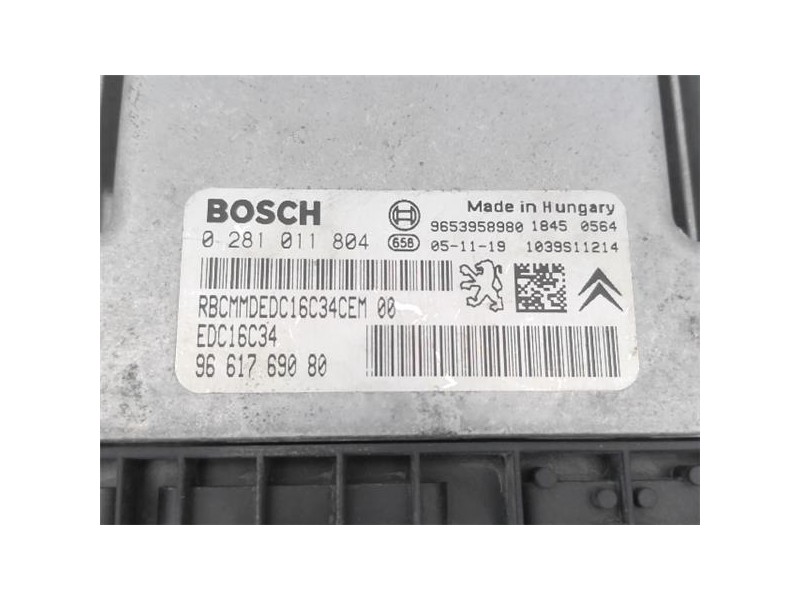 BOSCH
Made in Hungary
9653958980 1845 0564
0 281 011 804 656 05-11-19 1039S11214
RBCMMDEDC16C34CEM 00
EDC16C34
96 617 690 80